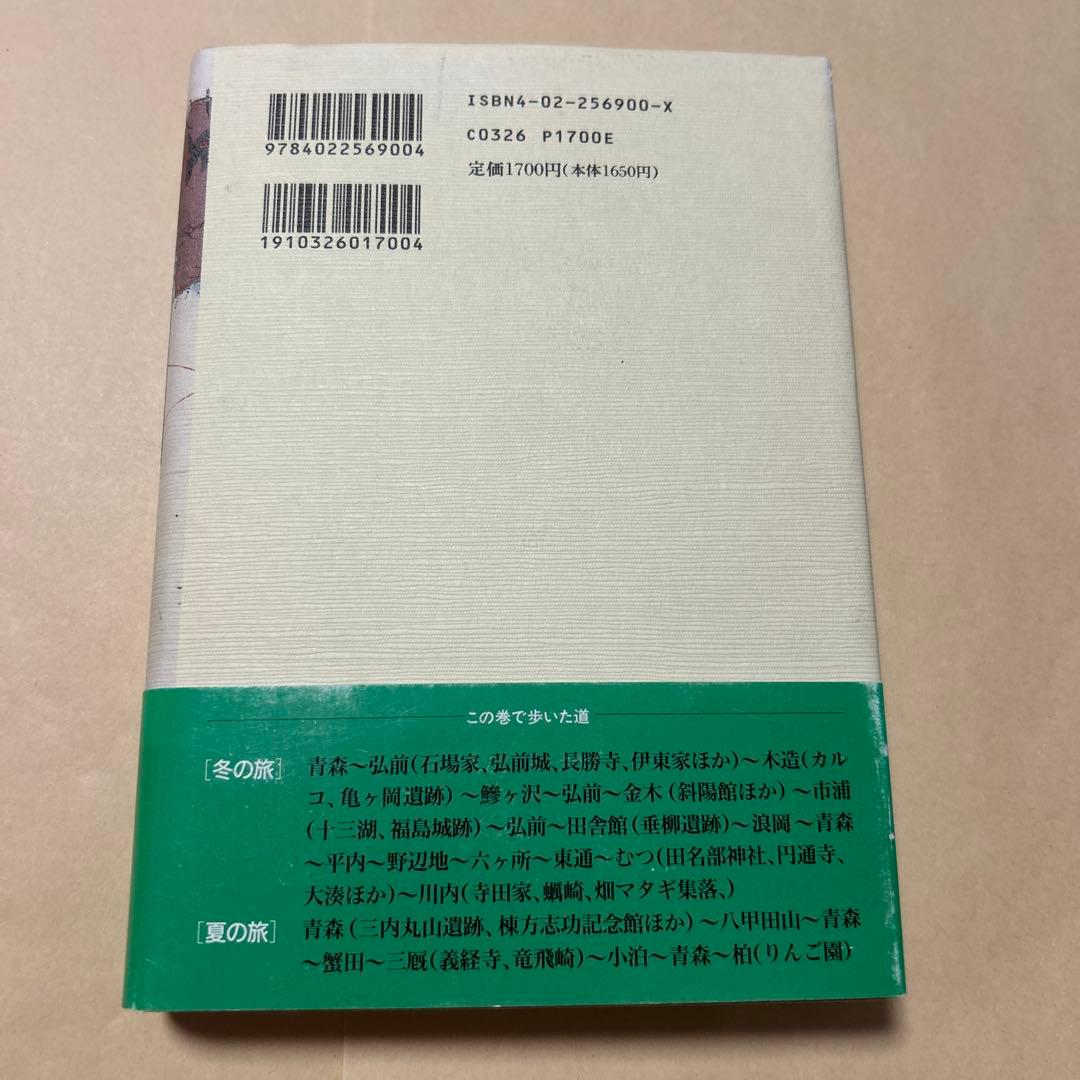 ISBN4-02-256900-X
9784022569004
C0326 P1700E
定価1700円(本体1650円)
1910326017004
この巻で歩いた道
[冬の旅] 青森〜弘前(石場家、弘前城、長勝寺、伊東家ほか)〜木造(カル
コ、亀ヶ岡遺跡)〜鰺ヶ沢〜弘前〜金木(斜陽館ほか)〜市浦
(十三湖、福島城跡)〜弘前〜田舎館(垂柳遺跡)〜浪岡〜青森
〜平内〜野辺地〜六ヶ所〜東通〜むつ(田名部神社、円通寺、
大湊ほか)〜川内(寺田家、蠣崎、畑マタギ集落、)
[夏の旅] 青森(三内丸山遺跡、棟方志功記念館ほか)〜八甲田山〜青森
〜蟹田〜三厩(義経寺、竜飛崎)〜小泊〜青森〜柏(りんご園)